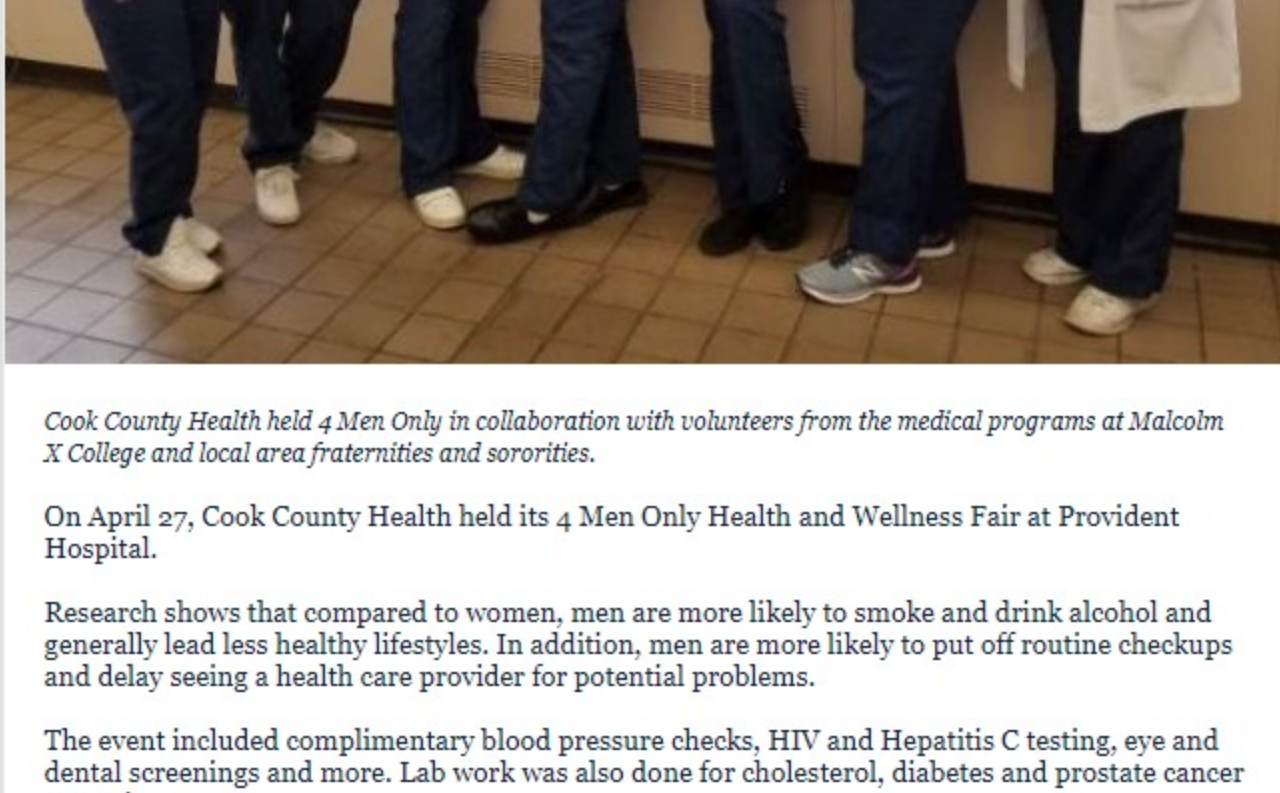 Cook County Health held 4 Men Only in collaboration with volunteers from the medical programs at Malcolm
X College and local area fraternities and sororities.
On April 27, Cook County Health held its 4 Men Only Health and Wellness Fair at Provident
Hospital.
Research shows that compared to women, men are more likely to smoke and drink alcohol and
generally lead less healthy lifestyles. In addition, men are more likely to put off routine checkups
and delay seeing a health care provider for potential problems.
The event included complimentary blood pressure checks, HIV and Hepatitis C testing, eye and
dental screenings and more. Lab work was also done for cholesterol, diabetes and prostate cancer